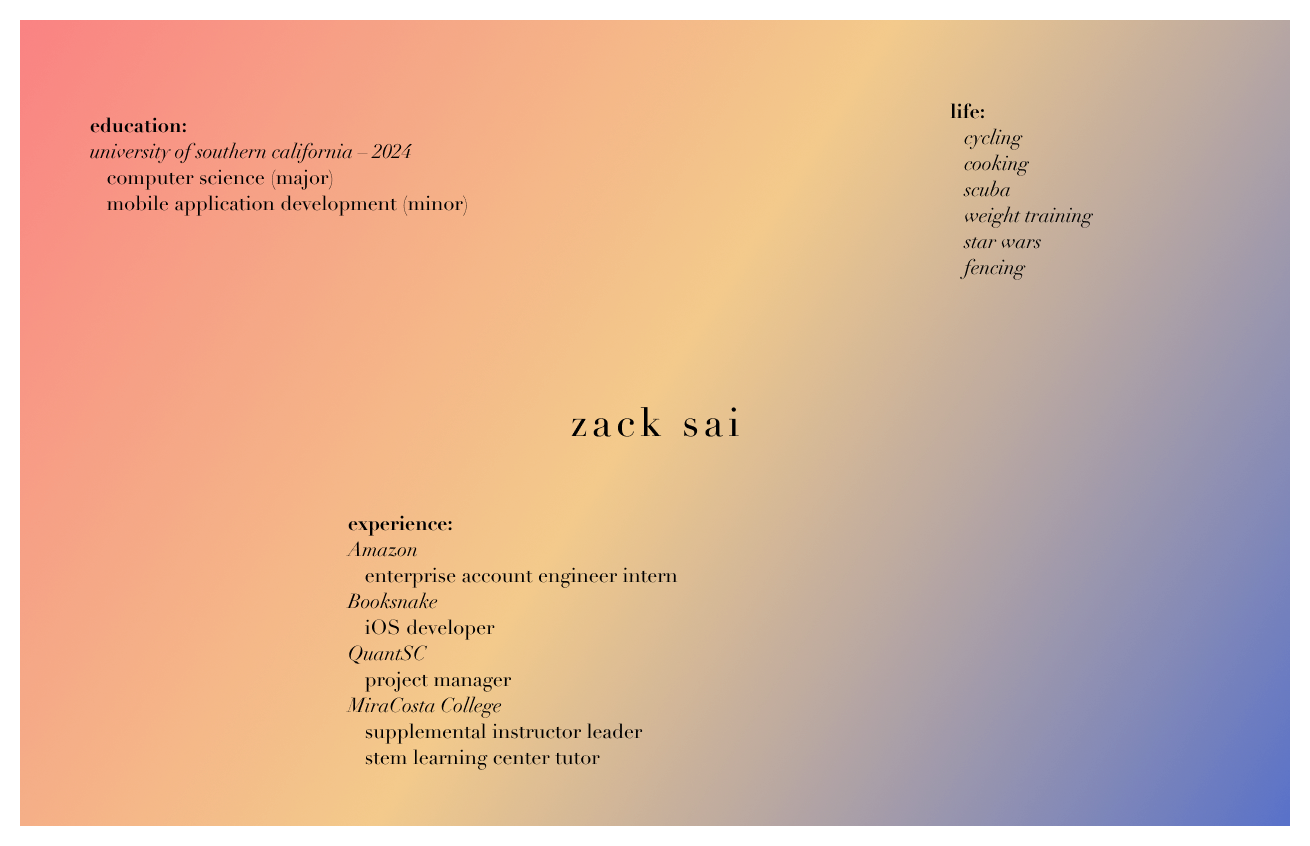 education:
university of southern california – 2024
computer science (major)
mobile application development (minor)
life:
cycling
cooking
scuba
weight training
star wars
fencing
zack sai
experience:
Amazon
enterprise account engineer intern
Booksnake
iOS developer
QuantSC
project manager
MiraCosta College
supplemental instructor leader
stem learning center tutor